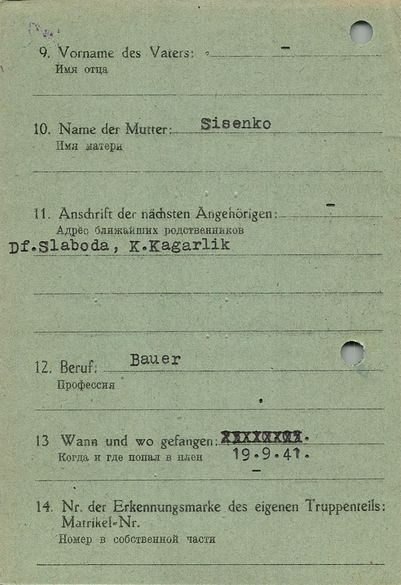 9. Vorname des Vaters: -
Имя отца
10. Name der Mutter: Sisenko
Имя матери
11. Anschrift der nächsten Angehörigen: -
Адрес ближайших родственников
Df.Slaboda, K.Kagarlik
12. Beruf: Bauer
Профессия
13 Wann und wo gefangen:
Когда и где попал в плен 19.9.41.
-
14. Nr. der Erkennungsmarke des eigenen Truppenteils:
Matrikel-Nr.
Номер в собственной части